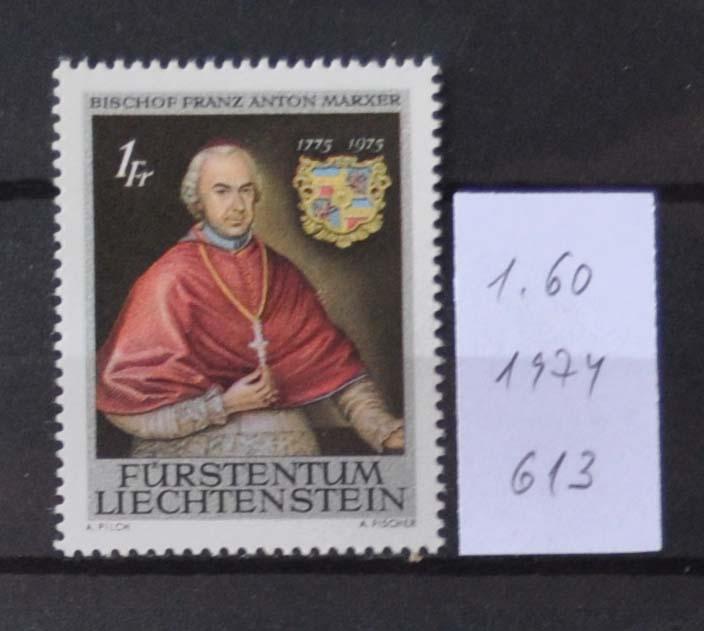 BISCHOF FRANZ ANTON MARXER
1775 1975
1Fr
FÜRSTENTUM
LIECHTENSTEIN
A. PILCH
A. FISCHER
1.60
1974
613